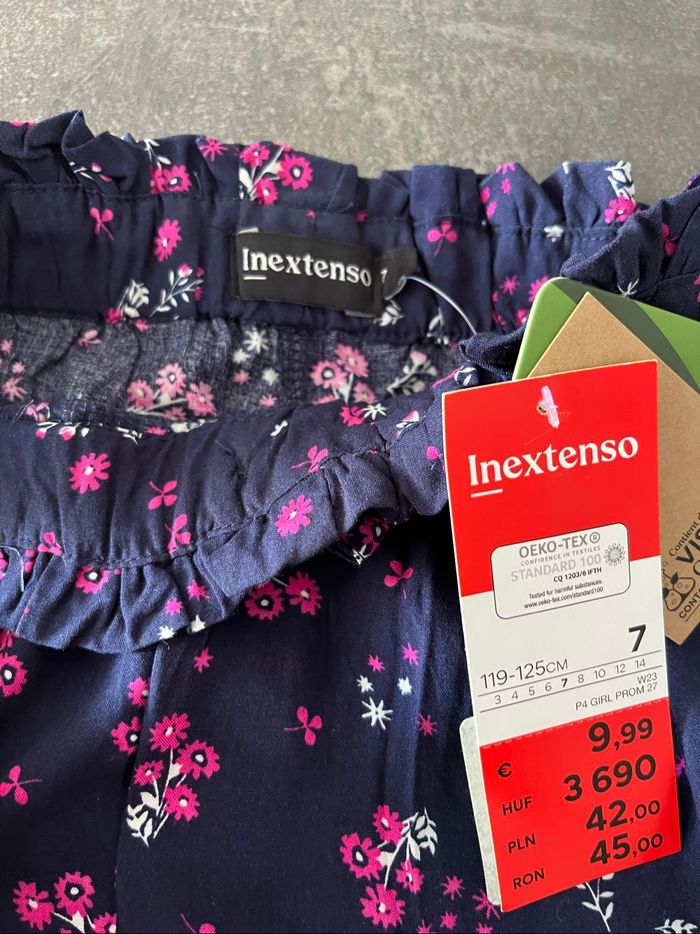 Inextenso 7
Inextenso
OEKO-TEX®
CONFIDENCE IN TEXTILES
STANDARD 100
CQ 1203/6 IFTH
Tested for harmful substances.
www.oeko-tex.com/standard100
7
119-125CM
3 4 5 6 7 8 10 12 14
W23
P4 GIRL PROM 27
€ 9,99
HUF 3 690
PLN 42,00
RON 45,00